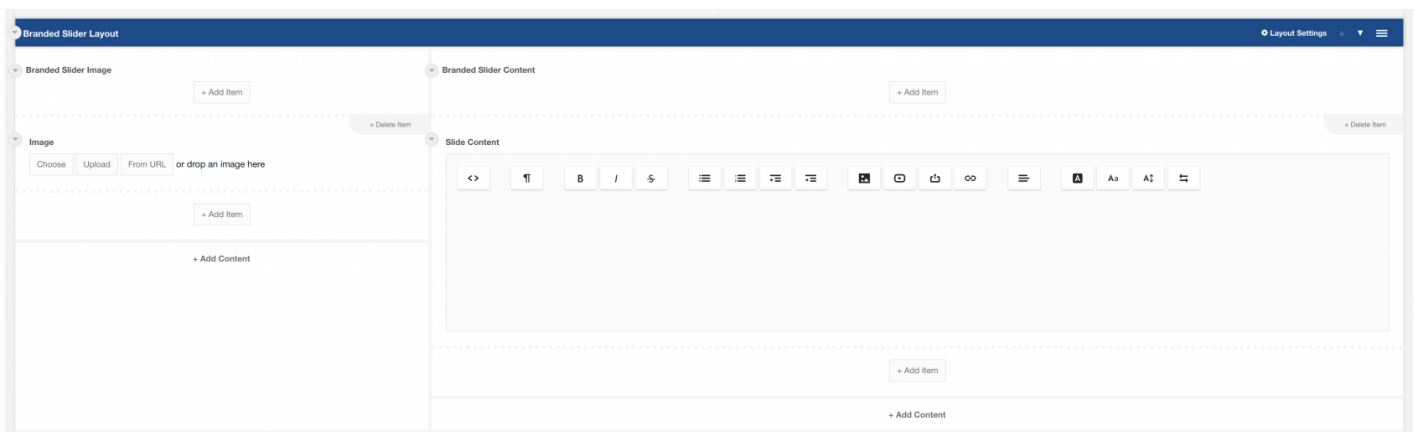 Branded Slider Layout
Layout Settings
Branded Slider Image
+ Add Item
× Delete Item
Image
Choose Upload From URL or drop an image here
+ Add Item
+ Add Content
Branded Slider Content
+ Add Item
× Delete Item
Slide Content
<> ¶ B I S A Aa A
+ Add Item
+ Add Content